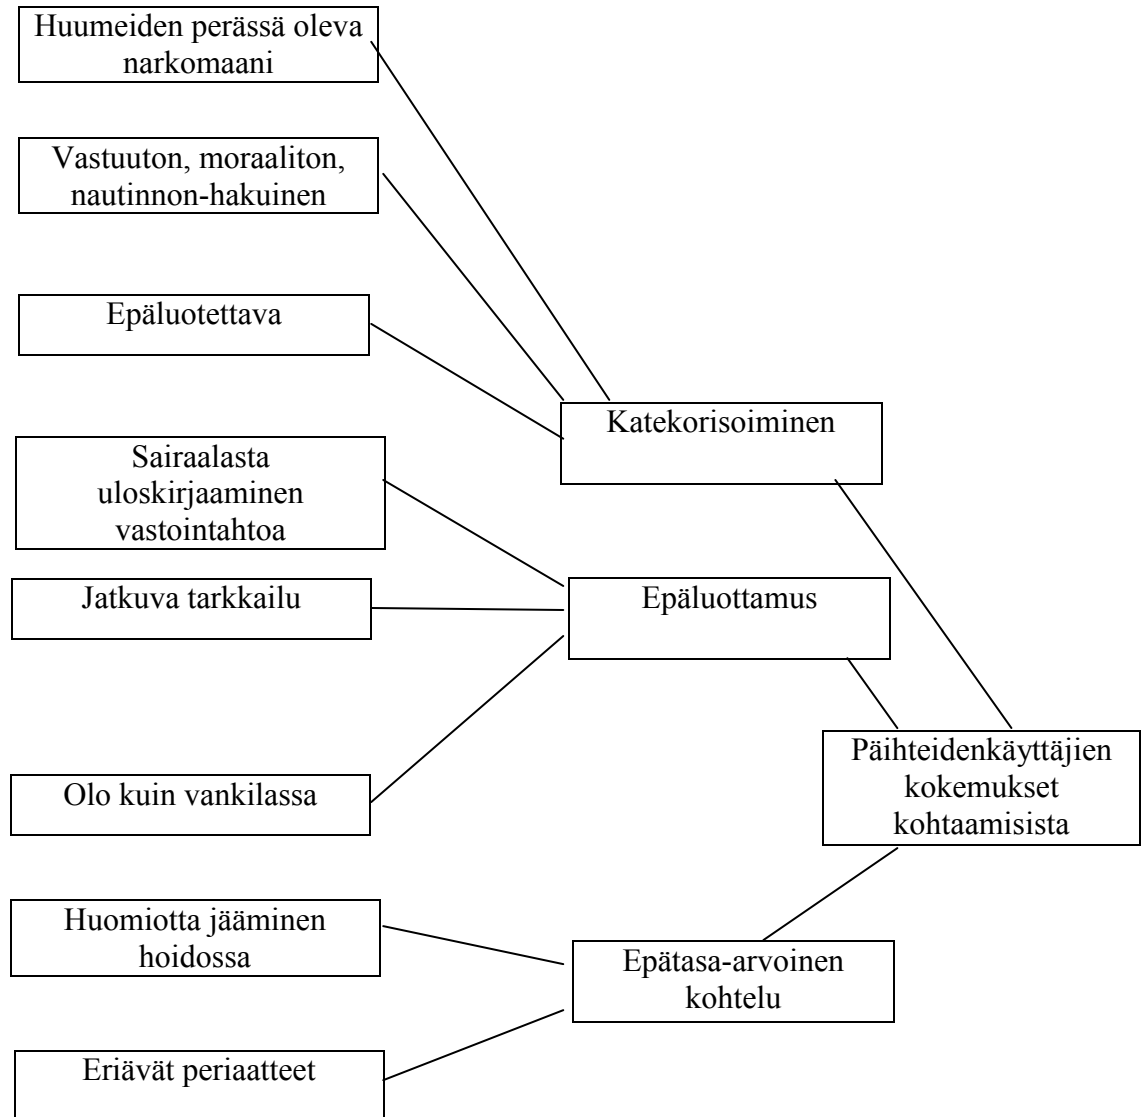 Huumeiden perässä oleva
narkomaani
Vastuuton, moraaliton,
nautinnon-hakuinen
Epäluotettava
Katekorisoiminen
Sairaalasta
uloskirjaaminen
vastointahtoa
Jatkuva tarkkailu
Epäluottamus
Päihteidenkäyttäjien
kokemukset
kohtaamisista
Olo kuin vankilassa
Huomiotta jääminen
hoidossa
Epätasa-arvoinen
kohtelu
Eriävät periaatteet